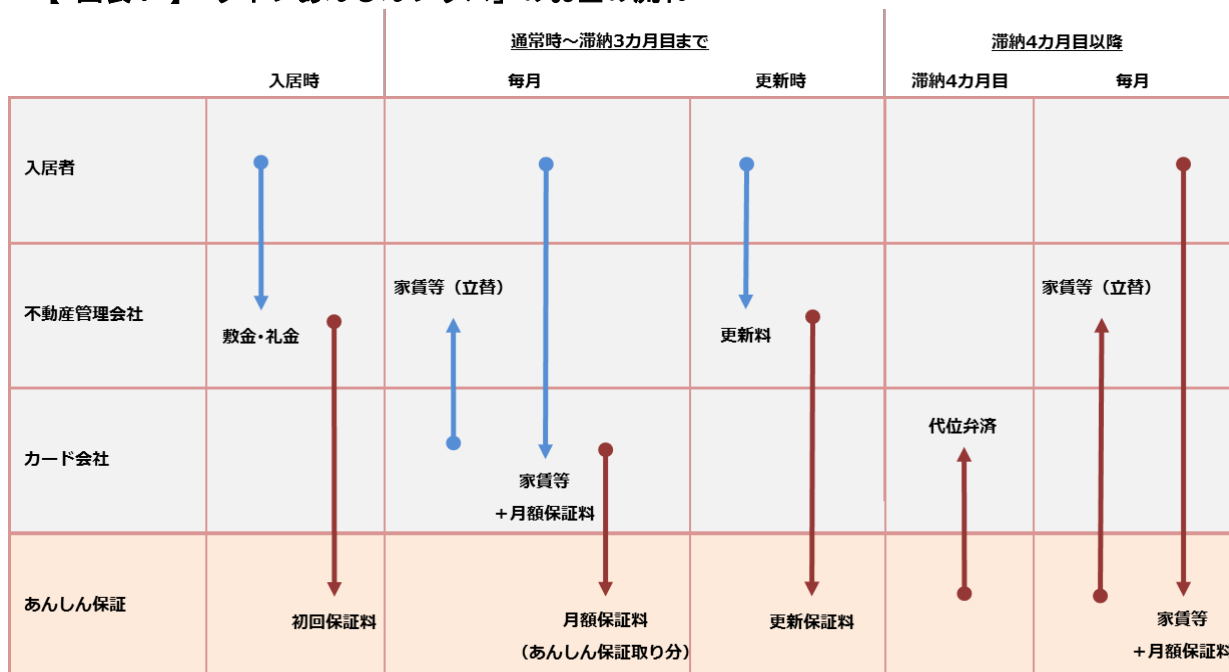 通常時～滞納3カ月目まで
滞納4カ月目以降
入居時
毎月
更新時
滞納4カ月目
毎月
入居者
不動産管理会社
敷金・礼金
家賃等（立替）
更新料
家賃等（立替）
カード会社
家賃等
＋月額保証料
代位弁済
あんしん保証
初回保証料
月額保証料
（あんしん保証取り分）
更新保証料
家賃等
＋月額保証料